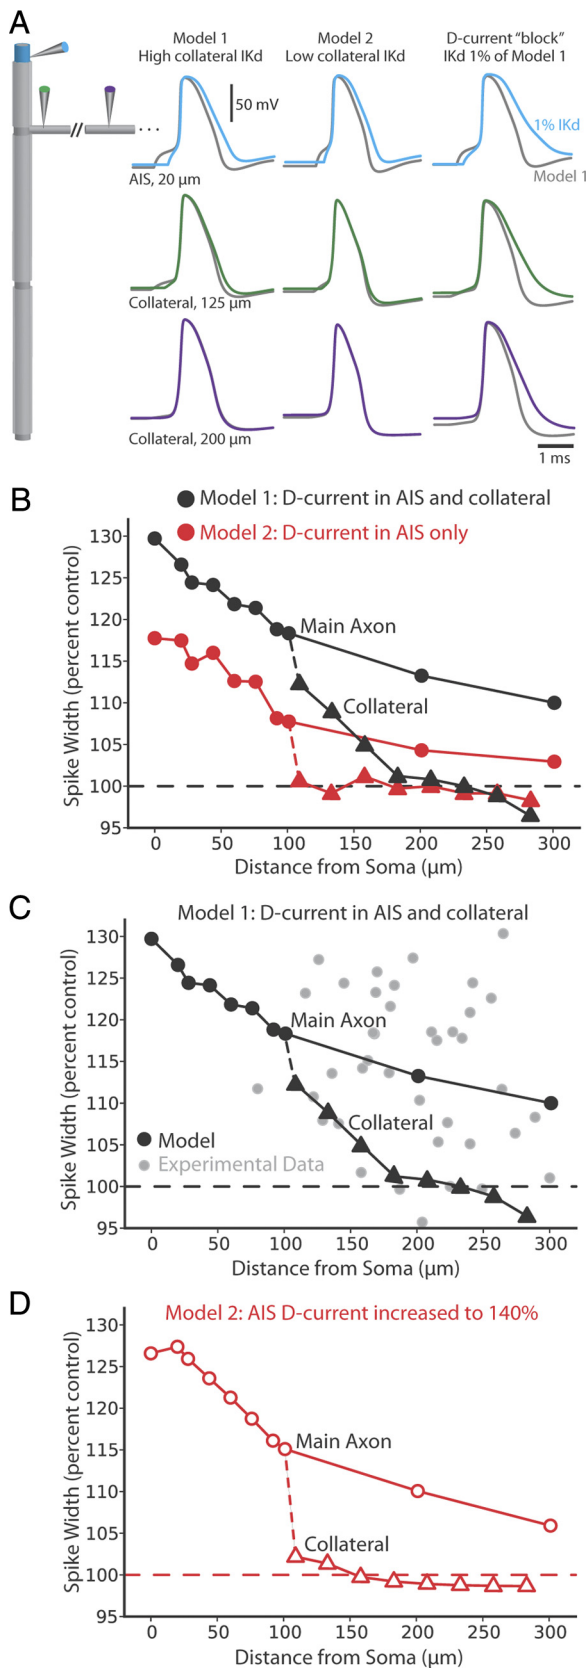 A
Model 1
High collateral IKd
Model 2
Low collateral IKd
D-current “block”
IKd 1% of Model 1
50 mV
1% IKd
Model 1
AIS, 20 µm
Collateral, 125 µm
Collateral, 200 µm
1 ms
B
Model 1: D-current in AIS and collateral
Model 2: D-current in AIS only
Spike Width (percent control)
130
125
120
115
110
105
100
95
Main Axon
Collateral
0 50 100 150 200 250 300
Distance from Soma (µm)
C
Model 1: D-current in AIS and collateral
Spike Width (percent control)
130
125
120
115
110
105
100
95
Main Axon
Collateral
Model
Experimental Data
0 50 100 150 200 250 300
Distance from Soma (µm)
D
Model 2: AIS D-current increased to 140%
Spike Width (percent control)
130
125
120
115
110
105
100
95
Main Axon
Collateral
0 50 100 150 200 250 300
Distance from Soma (µm)